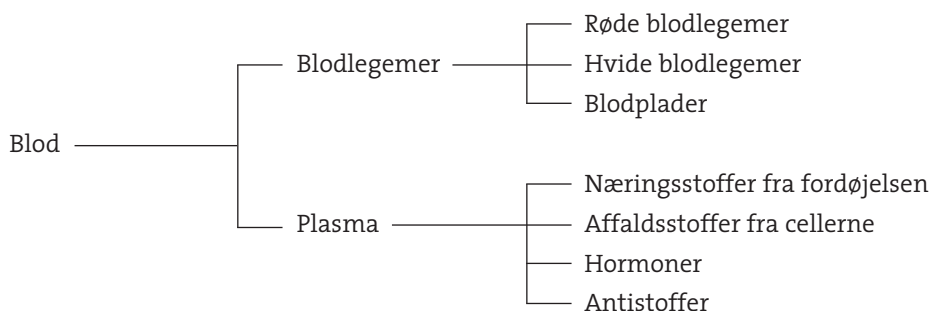 Blod
Blodlegemer
Røde blodlegemer
Hvide blodlegemer
Blodplader
Plasma
Næringsstoffer fra fordøjelsen
Affaldsstoffer fra cellerne
Hormoner
Antistoffer